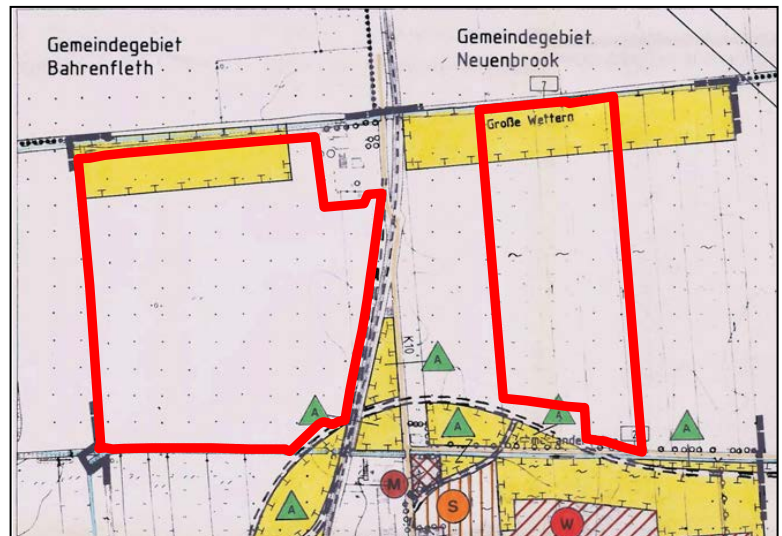 Gemeindegebiet
Bahrenfleth
Gemeindegebiet
Neuenbrook
7
Große Wettern
K10
A
A
A
A
A
A
M
S
W